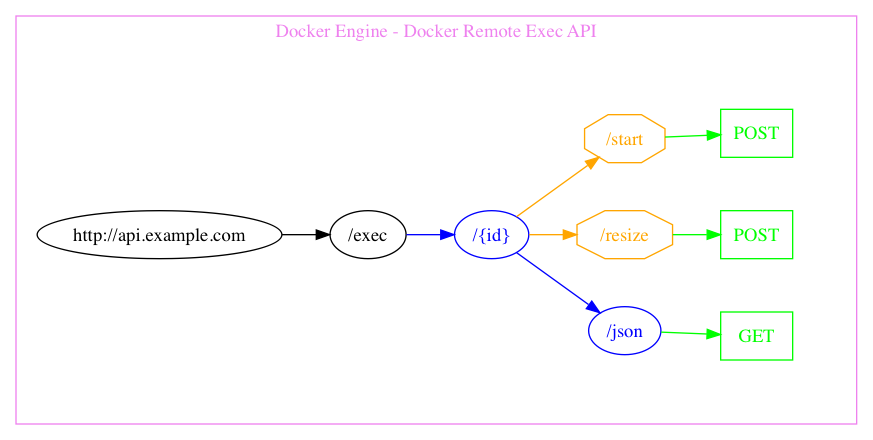 Docker Engine - Docker Remote Exec API
/start
POST
http://api.example.com
/exec
/{id}
/resize
POST
/json
GET